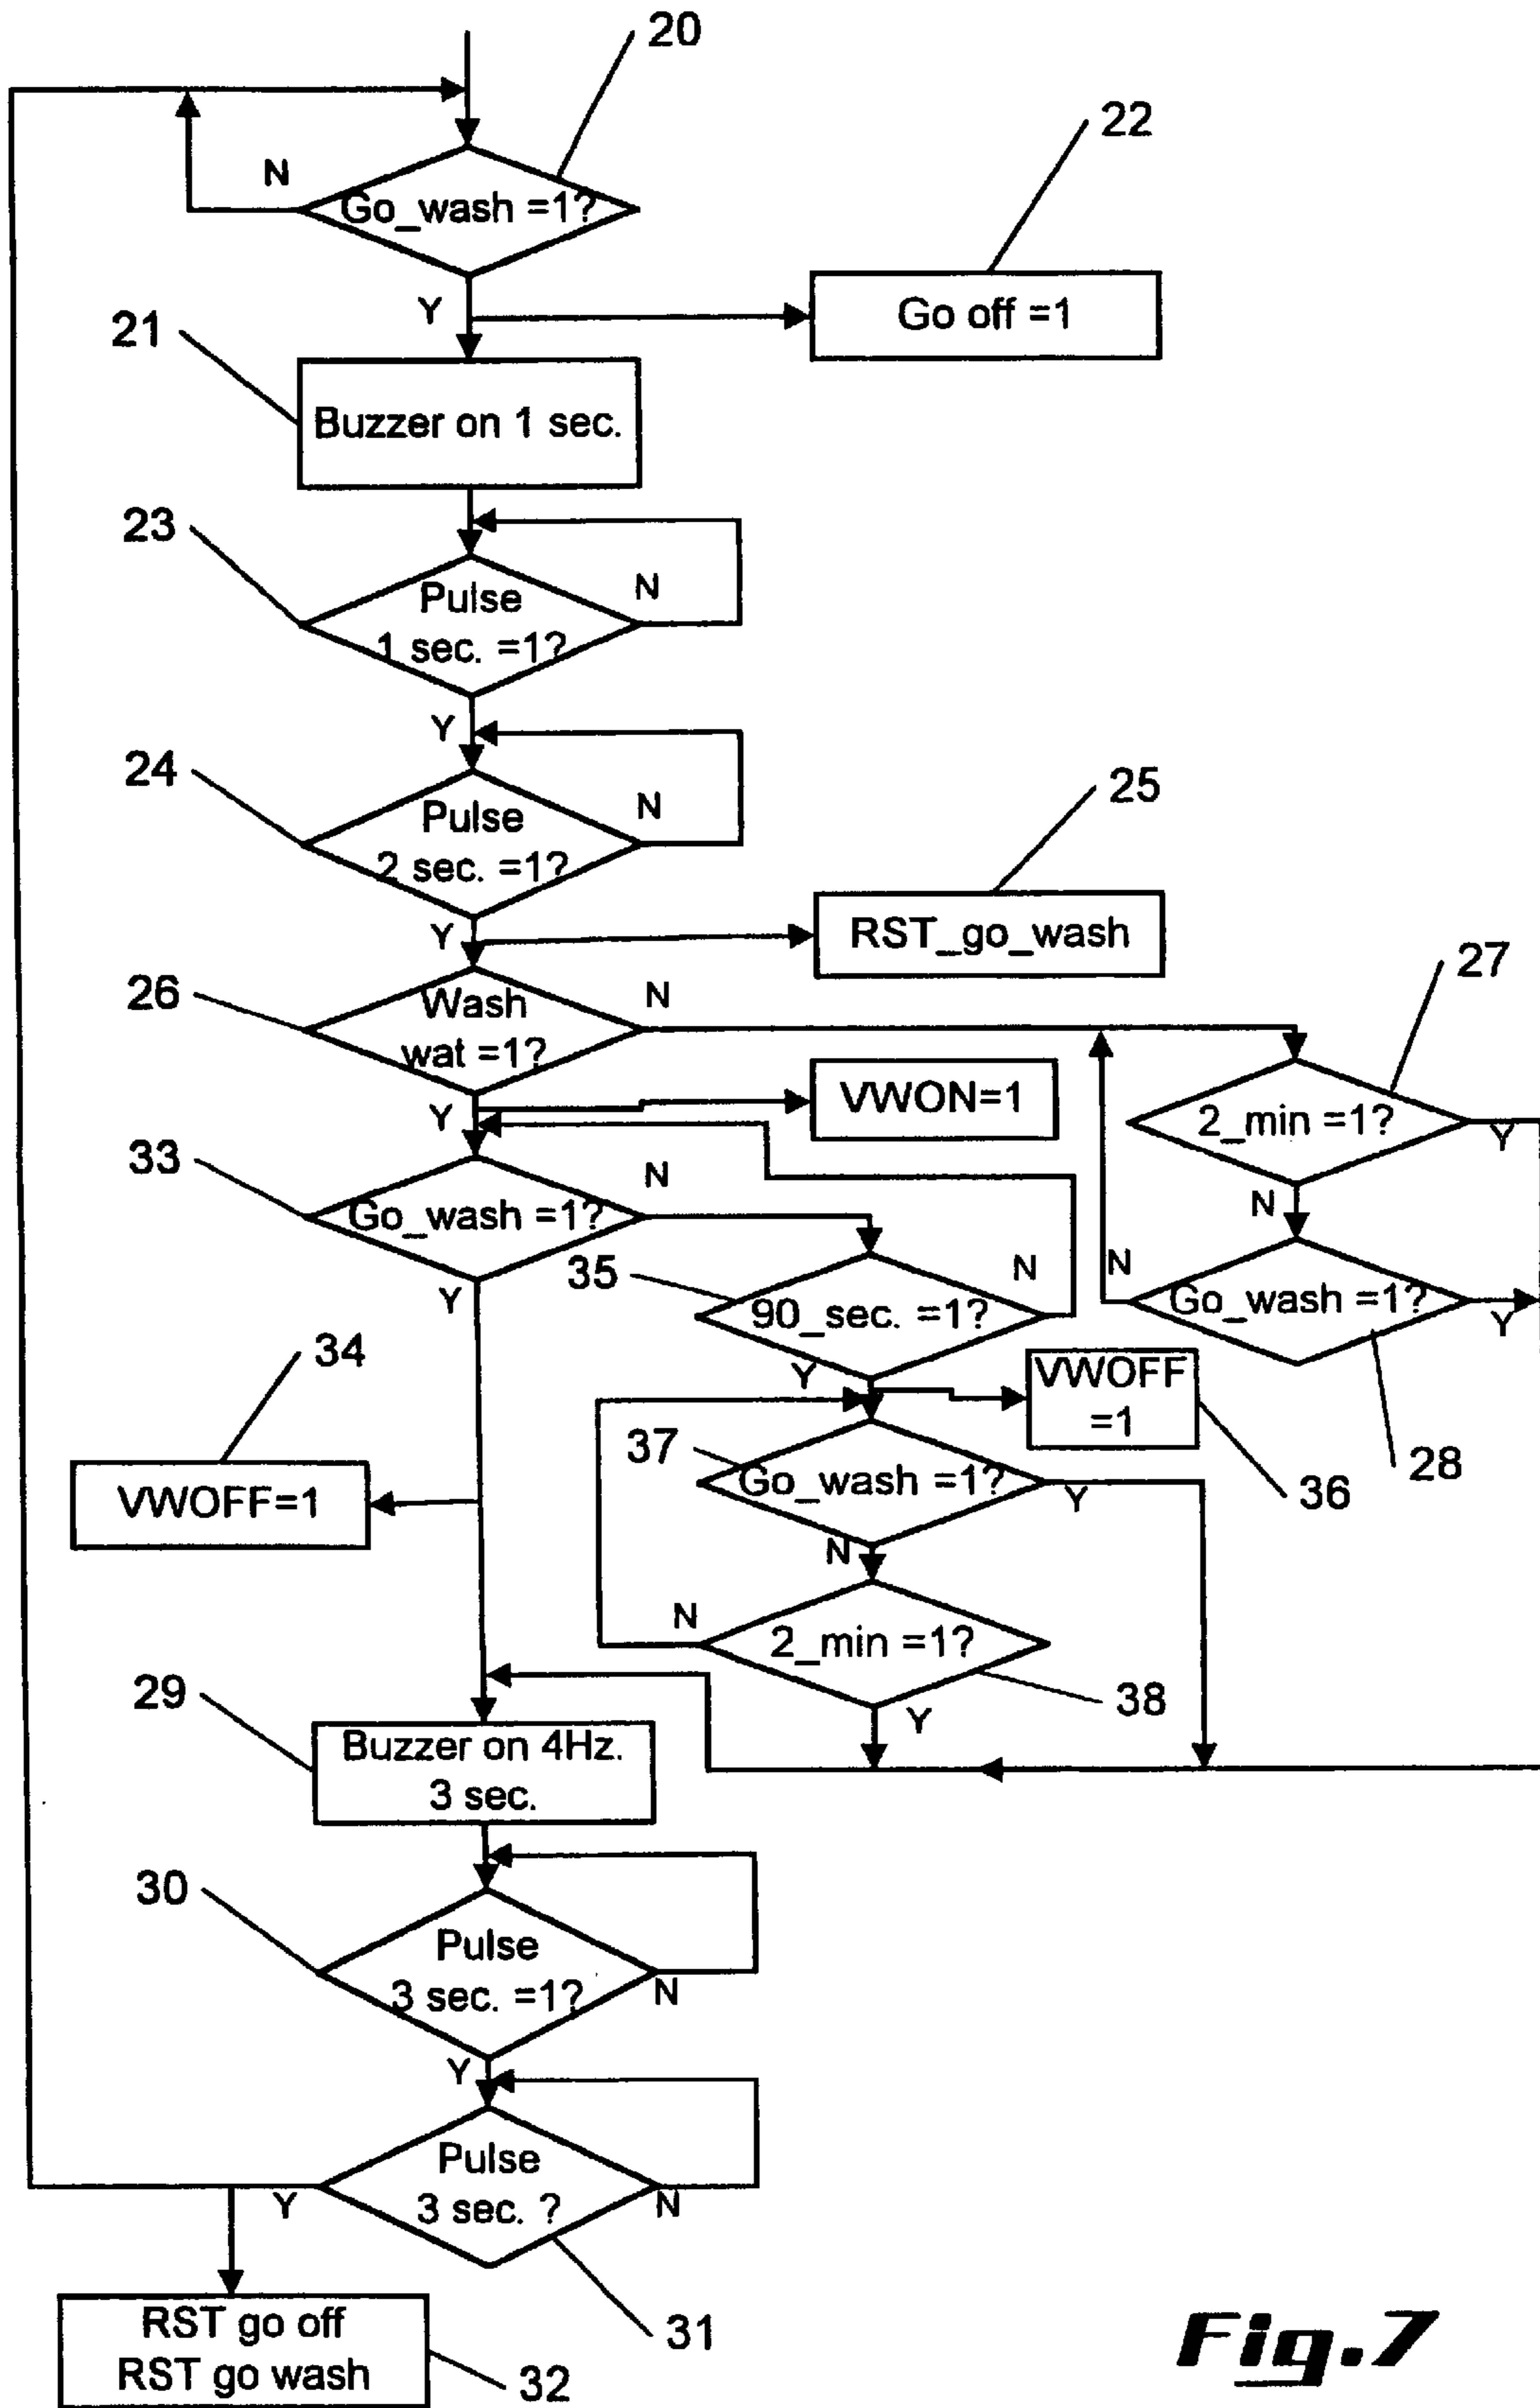 20
N
Go_wash =1?
22
Y
Go off =1
21
Buzzer on 1 sec.
23
Pulse
1 sec. =1?
N
Y
24
Pulse
2 sec. =1?
N
25
Y
RST_go_wash
26
Wash
wat =1?
N
27
Y
VWON=1
2_min =1?
Y
33
Go_wash =1?
N
N
35
90_sec. =1?
N
N
Go_wash =1?
Y
Y
34
Y
VWOFF
=1
VWOFF=1
37
Go_wash =1?
Y
36
28
N
N
2_min =1?
38
Y
29
Buzzer on 4Hz.
3 sec.
30
Pulse
3 sec. =1?
N
Y
Pulse
3 sec. ?
Y
N
31
RST go off
RST go wash
32
Fig.7